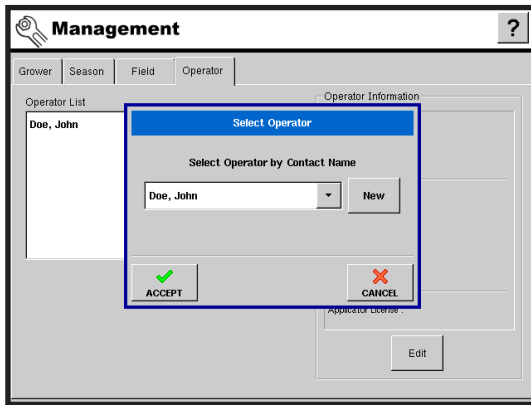 Management
?
Grower Season Field Operator
Operator List
Operator Information
Doe, John
Select Operator
Select Operator by Contact Name
Doe, John
New
ACCEPT
CANCEL
Applicator License :
Edit